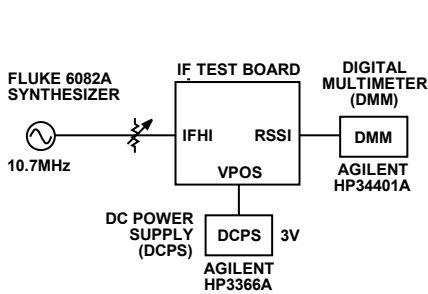 FLUKE 6082A
SYNTHESIZER
10.7MHz
IF TEST BOARD
IFHI
RSSI
VPOS
DIGITAL
MULTIMETER
(DMM)
DMM
AGILENT
HP34401A
DC POWER
SUPPLY
(DCPS)
DCPS
3V
AGILENT
HP3366A